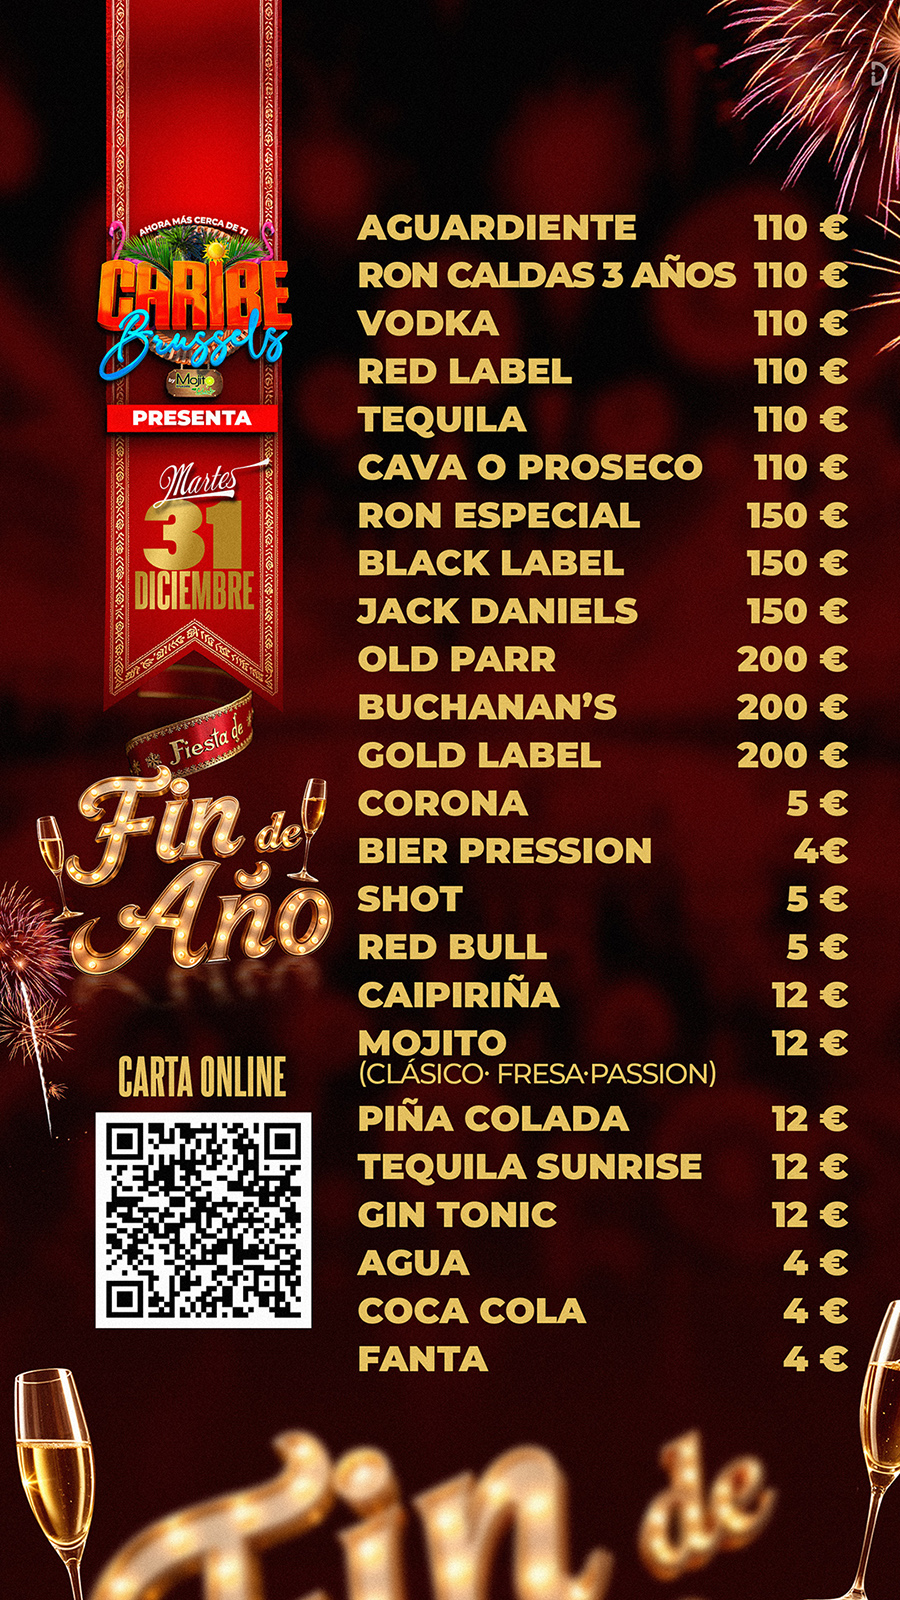 AHORA MÁS CERCA DE TI
CARIBE
Brussels
Mojito
PRESENTA
Martes
31
DICIEMBRE
Fiesta de
Fin de
Año
CARTA ONLINE
AGUARDIENTE 110 €
RON CALDAS 3 AÑOS 110 €
VODKA 110 €
RED LABEL 110 €
TEQUILA 110 €
CAVA O PROSECO 110 €
RON ESPECIAL 150 €
BLACK LABEL 150 €
JACK DANIELS 150 €
OLD PARR 200 €
BUCHANAN’S 200 €
GOLD LABEL 200 €
CORONA 5 €
BIER PRESSION 4€
SHOT 5 €
RED BULL 5 €
CAIPIRIÑA 12 €
MOJITO 12 €
(CLÁSICO· FRESA·PASSION)
PIÑA COLADA 12 €
TEQUILA SUNRISE 12 €
GIN TONIC 12 €
AGUA 4 €
COCA COLA 4 €
FANTA 4 €
Fin de